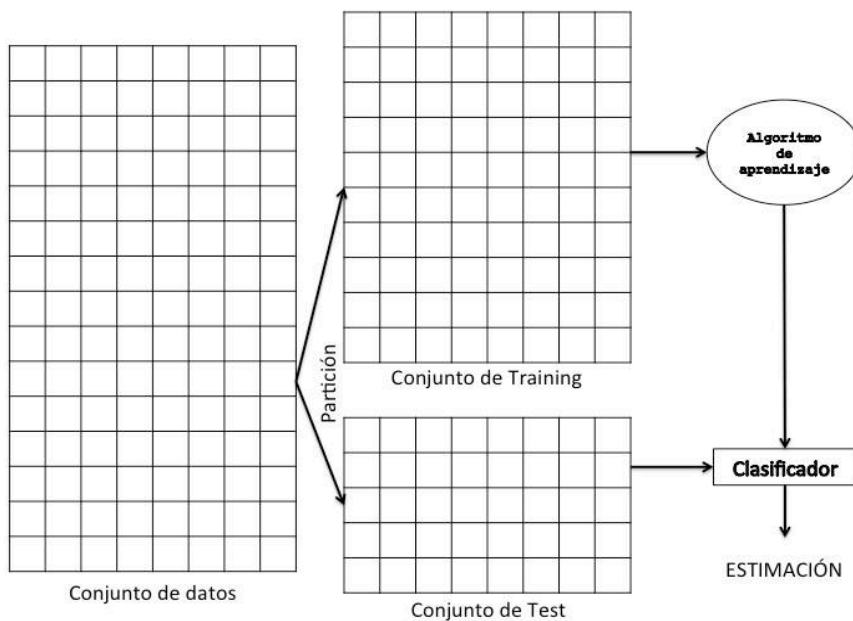 Conjunto de datos
Partición
Conjunto de Training
Conjunto de Test
Algoritmo
de
aprendizaje
Clasificador
ESTIMACIÓN